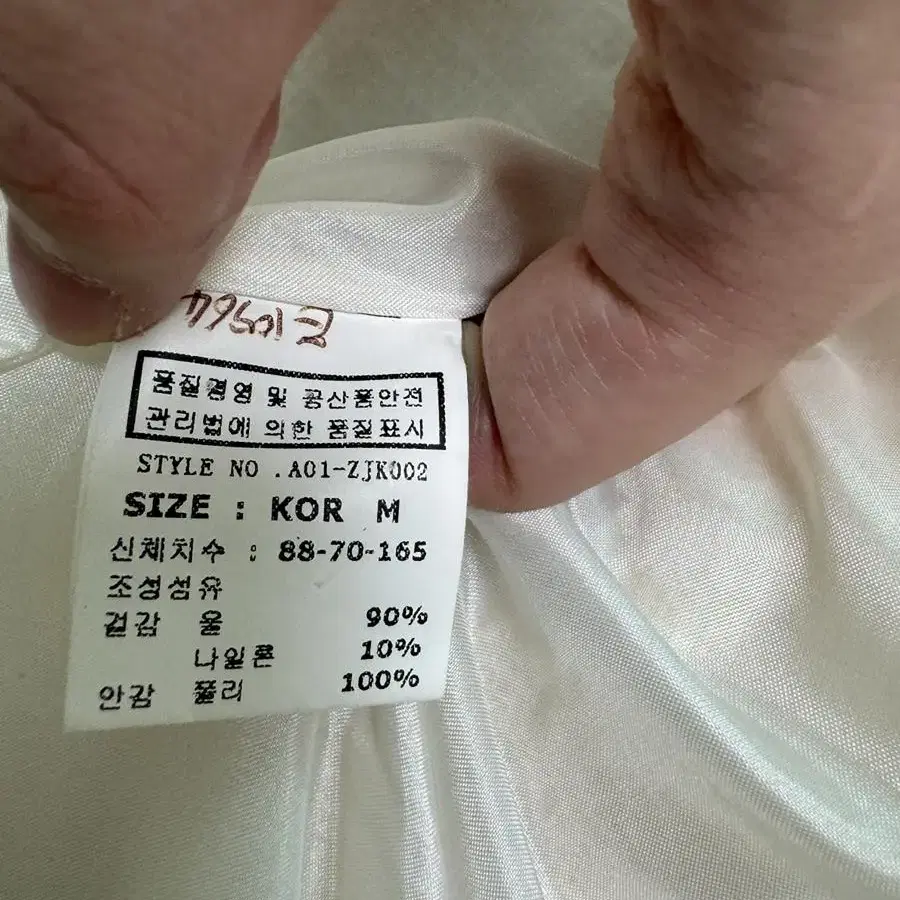 품질경영 및 공산품안전
관리법에 의한 품질표시
STYLE NO .A01-ZJK002
SIZE : KOR M
신체치수 : 88-70-165
조성섬유
겉감 울 90%
나일론 10%
안감 폴리 100%